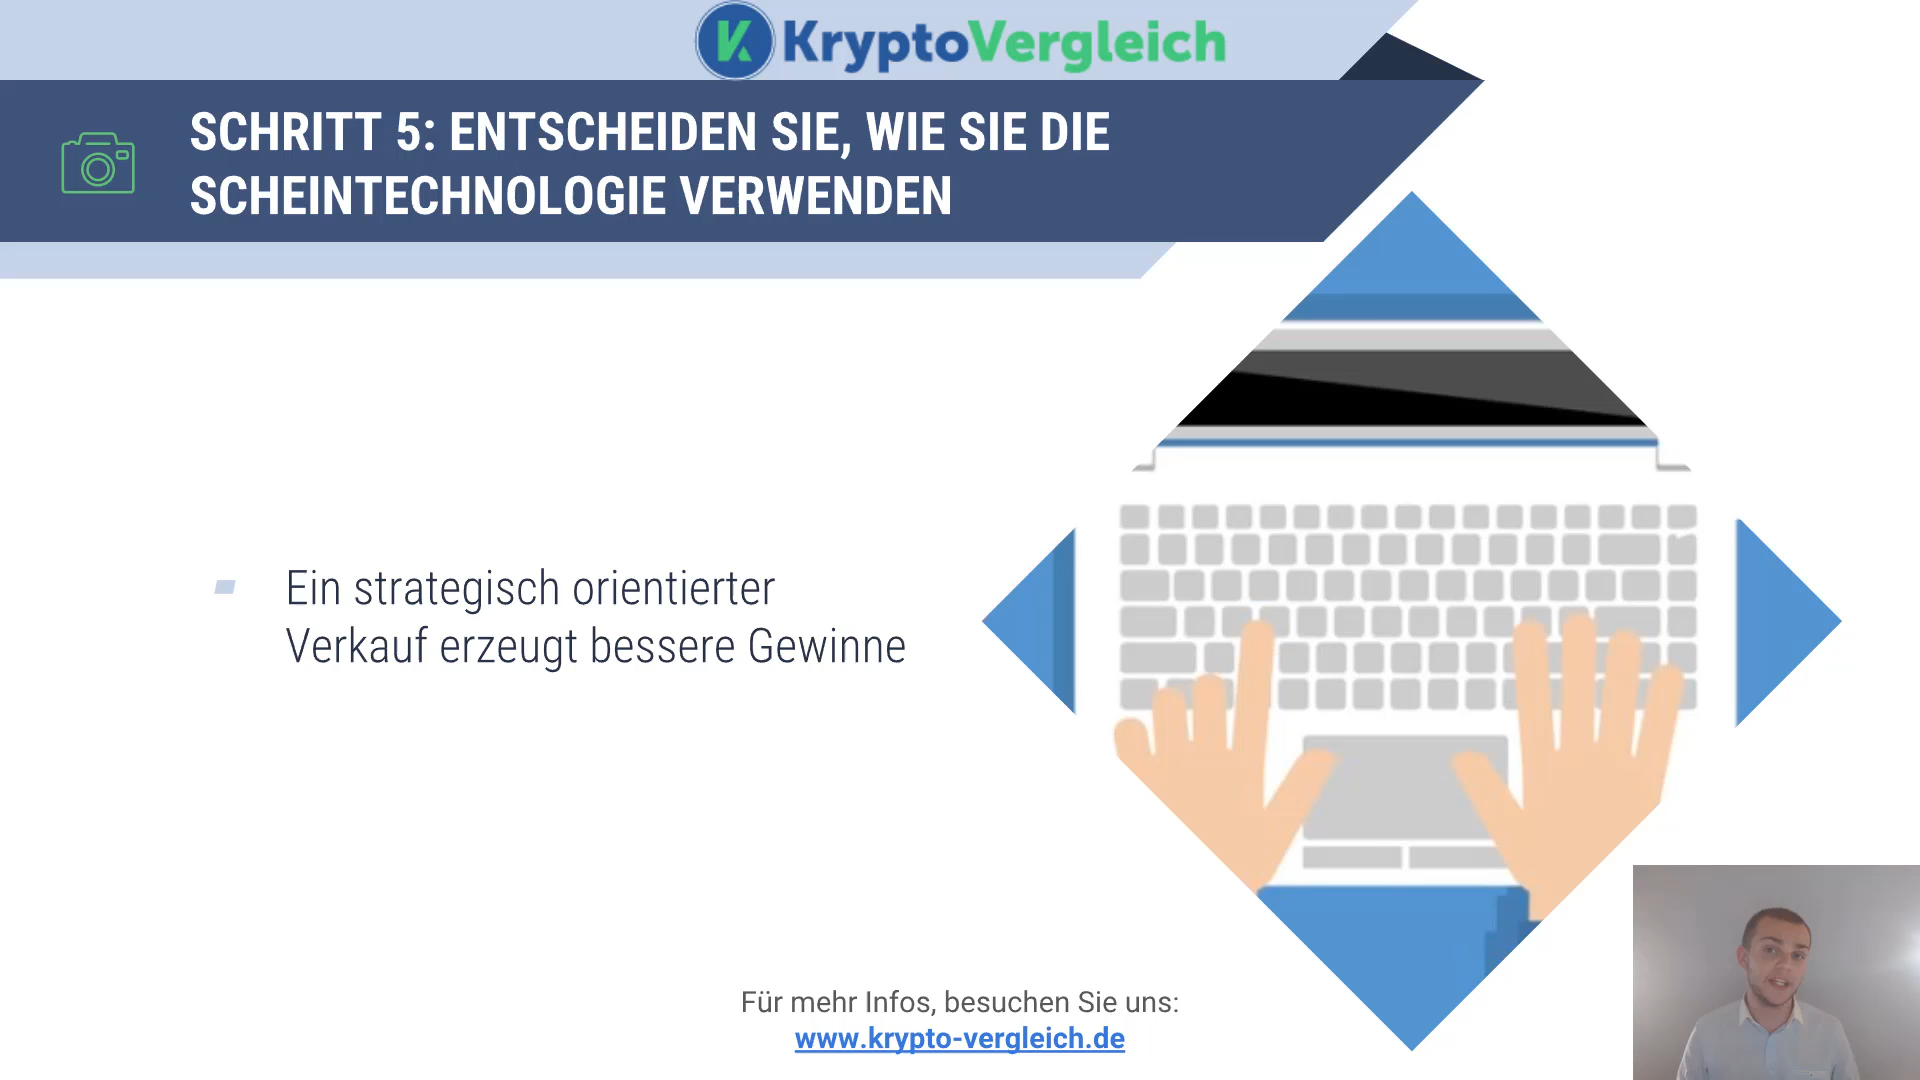 KryptoVergleich
SCHRITT 5: ENTSCHEIDEN SIE, WIE SIE DIE
SCHEINTECHNOLOGIE VERWENDEN
Ein strategisch orientierter
Verkauf erzeugt bessere Gewinne
Für mehr Infos, besuchen Sie uns:
www.krypto-vergleich.de